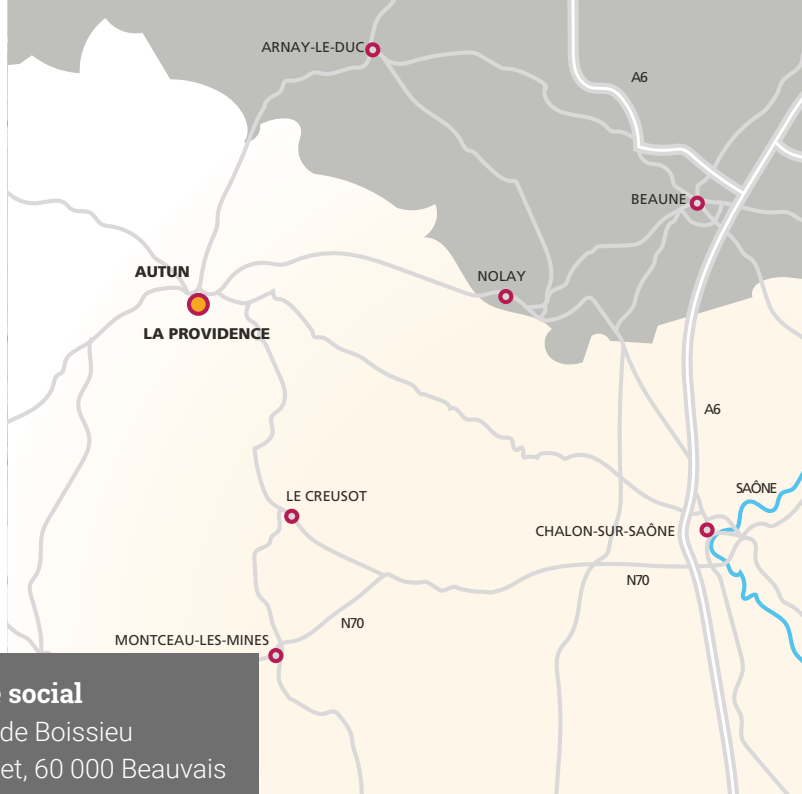 ARNAY-LE-DUC
A6
BEAUNE
AUTUN
NOLAY
LA PROVIDENCE
A6
SAÔNE
LE CREUSOT
CHALON-SUR-SAÔNE
N70
N70
MONTCEAU-LES-MINES
social
de Boissieu
et, 60 000 Beauvais